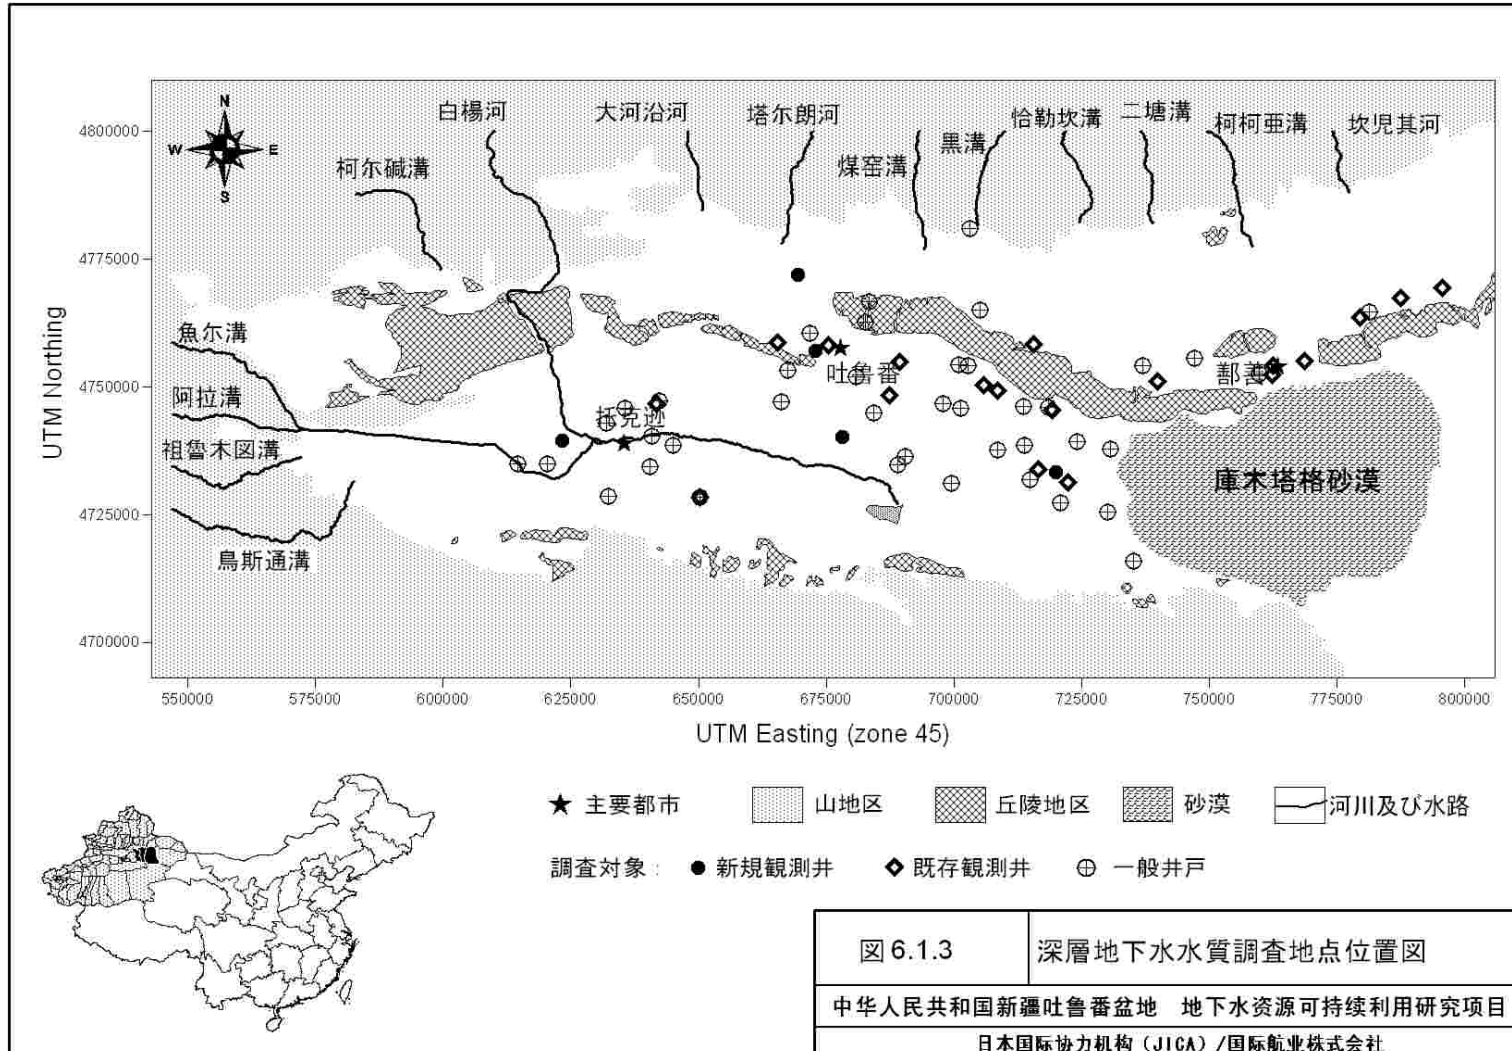 白楊河
大河沿河
塔尔朗河
恰勒坎溝
二塘溝
柯柯亜溝
坎児其河
N
W E
S
4800000
柯尔碱溝
煤窑溝
黒溝
4775000
UTM Northing
魚尔溝
4750000
吐魯番
鄯善
阿拉溝
托克逊
祖魯木図溝
庫木塔格砂漠
4725000
鳥斯通溝
4700000
550000 575000 600000 625000 650000 675000 700000 725000 750000 775000 800000
UTM Easting (zone 45)
主要都市 山地区 丘陵地区 砂漠 河川及び水路
調査対象: 新規観測井 既存観測井 一般井戸
図 6.1.3 深層地下水水質調査地点位置図
中华人民共和国新疆吐鲁番盆地 地下水资源可持续利用研究项目
日本国际协力机构（JICA）/国际航业株式会社